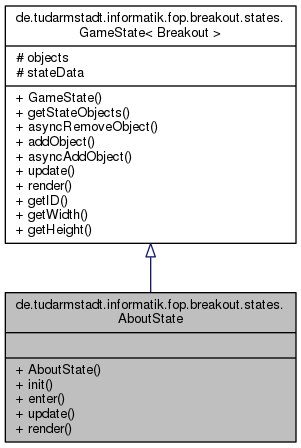 de.tudarmstadt.informatik.fop.breakout.states.
GameState< Breakout >
# objects
# stateData
+ GameState()
+ getStateObjects()
+ asyncRemoveObject()
+ addObject()
+ asyncAddObject()
+ update()
+ render()
+ getID()
+ getWidth()
+ getHeight()
de.tudarmstadt.informatik.fop.breakout.states.
AboutState
+ AboutState()
+ init()
+ enter()
+ update()
+ render()